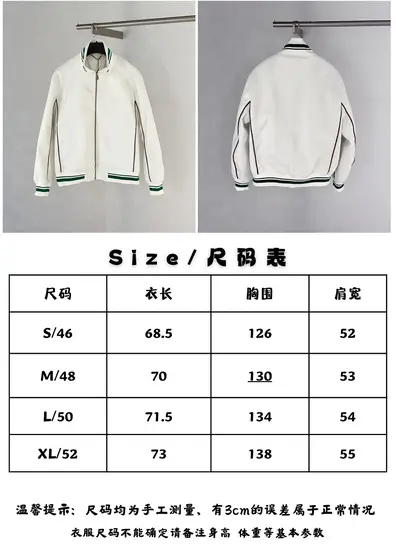 Size/尺码表
尺码 衣长 胸围 肩宽
S/46 68.5 126 52
M/48 70 130 53
L/50 71.5 134 54
XL/52 73 138 55
温馨提示：尺码均为手工测量、有3cm的误差属于正常情况
衣服尺码不能确定请备注身高 体重等基本参数